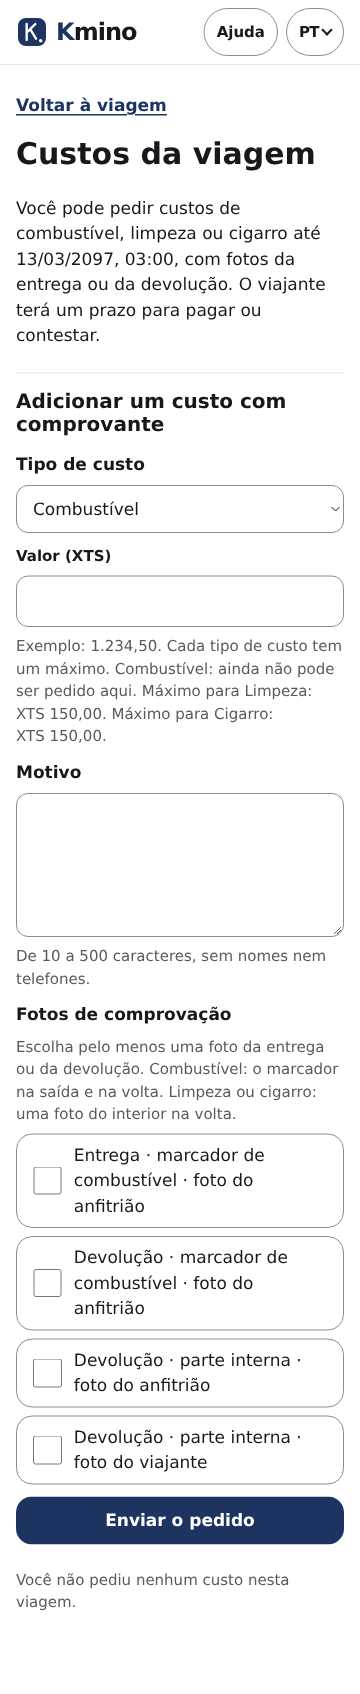 K. Kmino
Ajuda
PT
Voltar à viagem
Custos da viagem
Você pode pedir custos de
combustível, limpeza ou cigarro até
13/03/2097, 03:00, com fotos da
entrega ou da devolução. O viajante
terá um prazo para pagar ou
contestar.
Adicionar um custo com
comprovante
Tipo de custo
Combustível
Valor (XTS)
Exemplo: 1.234,50. Cada tipo de custo tem
um máximo. Combustível: ainda não pode
ser pedido aqui. Máximo para Limpeza:
XTS 150,00. Máximo para Cigarro:
XTS 150,00.
Motivo
De 10 a 500 caracteres, sem nomes nem
telefones.
Fotos de comprovação
Escolha pelo menos uma foto da entrega
ou da devolução. Combustível: o marcador
na saída e na volta. Limpeza ou cigarro:
uma foto do interior na volta.
Entrega · marcador de
combustível · foto do
anfitrião
Devolução · marcador de
combustível · foto do
anfitrião
Devolução · parte interna ·
foto do anfitrião
Devolução · parte interna ·
foto do viajante
Enviar o pedido
Você não pediu nenhum custo nesta
viagem.